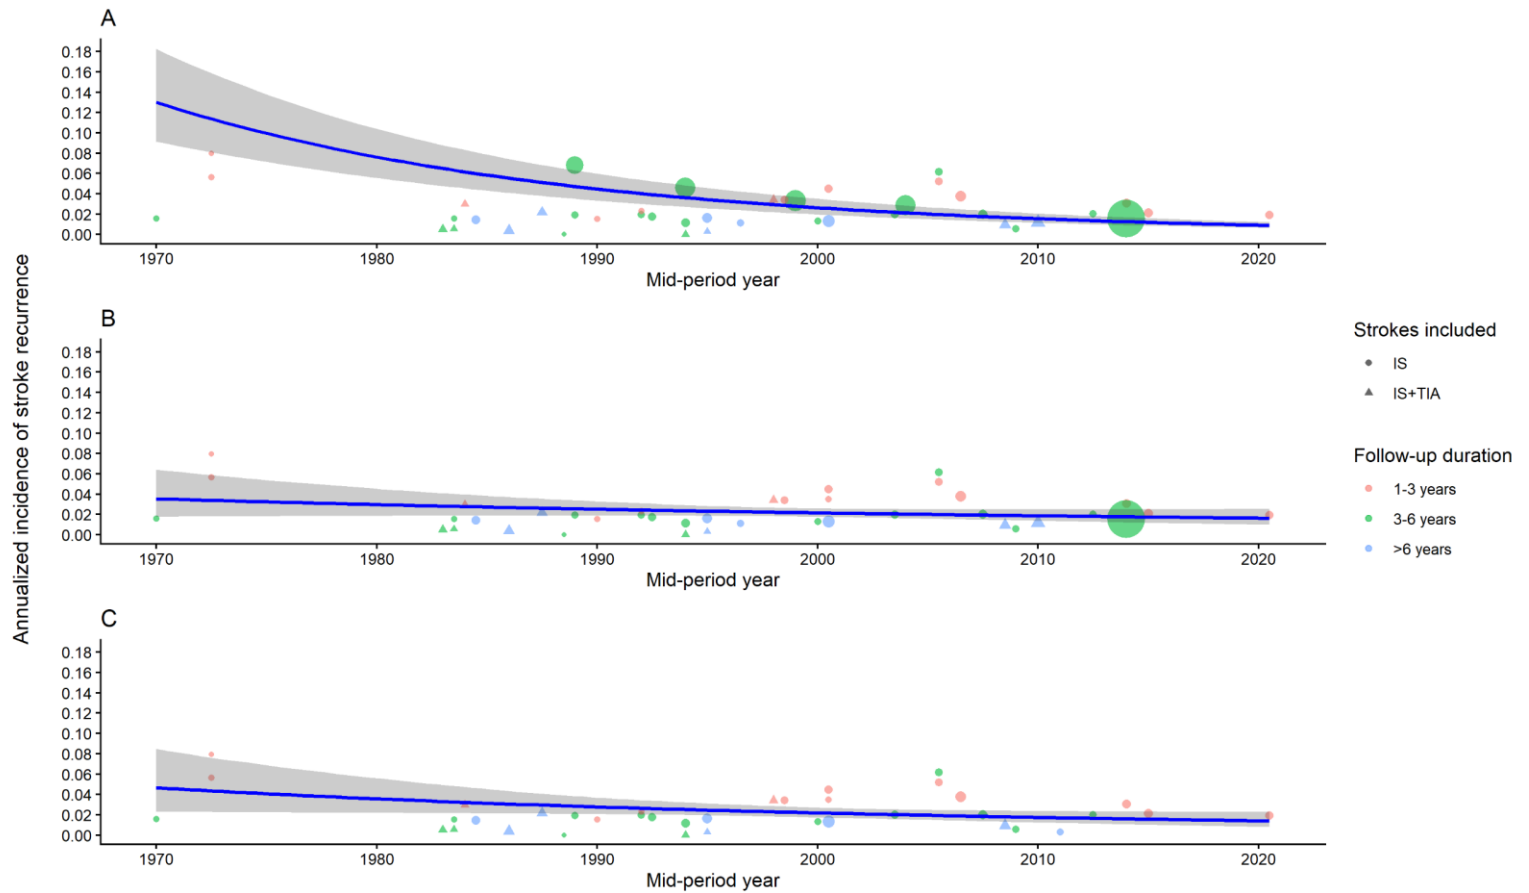 A
0.18
0.16
0.14
0.12
0.10
0.08
0.06
0.04
0.02
0.00
1970 1980 1990 2000 2010 2020
Mid-period year
B
0.18
0.16
0.14
0.12
0.10
0.08
0.06
0.04
0.02
0.00
1970 1980 1990 2000 2010 2020
Mid-period year
C
0.18
0.16
0.14
0.12
0.10
0.08
0.06
0.04
0.02
0.00
1970 1980 1990 2000 2010 2020
Mid-period year
Annualized incidence of stroke recurrence
Strokes included
IS
IS+TIA
Follow-up duration
1-3 years
3-6 years
>6 years